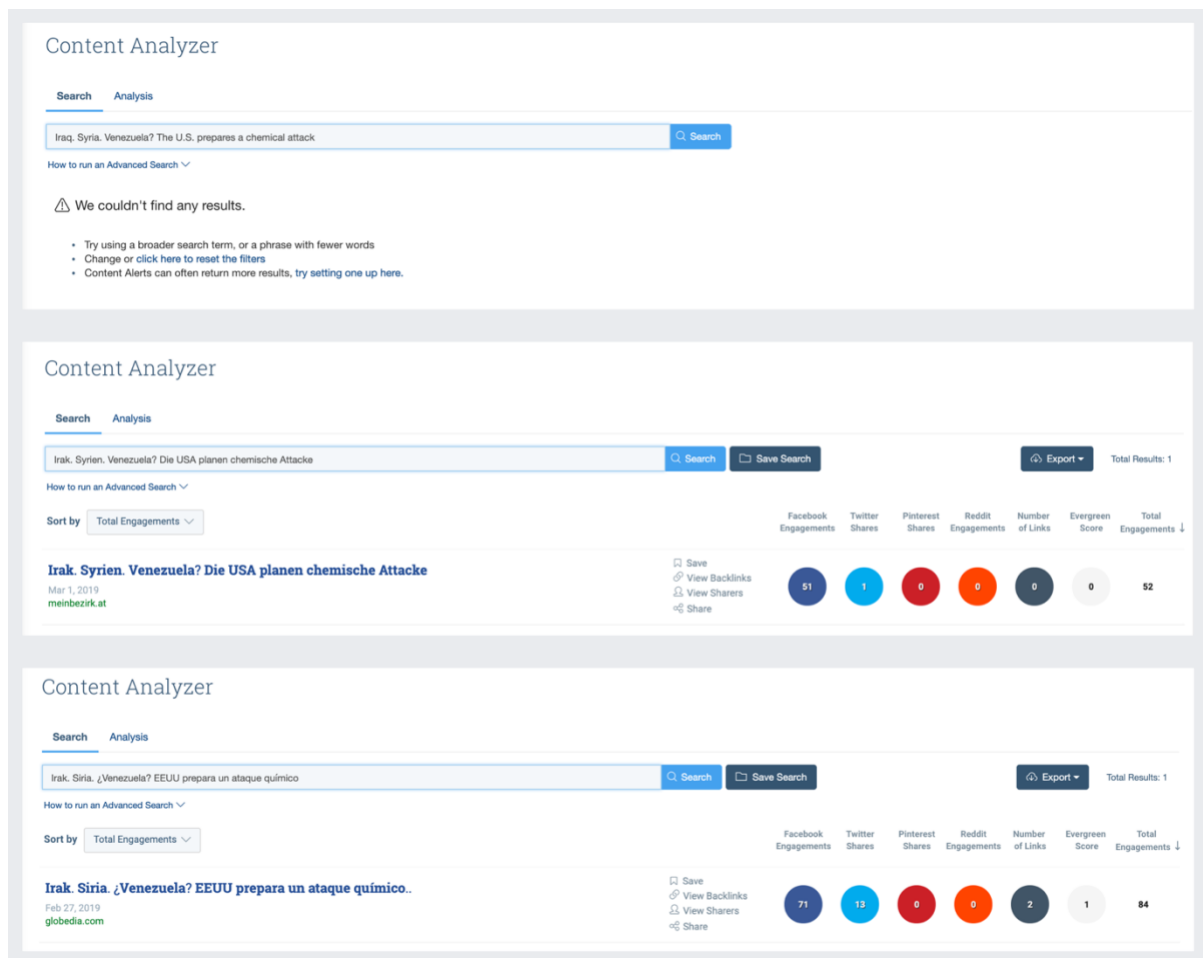 Content Analyzer
Search Analysis
Iraq. Syria. Venezuela? The U.S. prepares a chemical attack Search
How to run an Advanced Search
We couldn't find any results.
• Try using a broader search term, or a phrase with fewer words
• Change or click here to reset the filters
• Content Alerts can often return more results, try setting one up here.
Content Analyzer
Search Analysis
Irak. Syrien. Venezuela? Die USA planen chemische Attacke Search Save Search Export Total Results: 1
How to run an Advanced Search
Sort by Total Engagements
Facebook Engagements Twitter Shares Pinterest Shares Reddit Engagements Number of Links Evergreen Score Total Engagements ↓
Irak. Syrien. Venezuela? Die USA planen chemische Attacke
Mar 1, 2019
meinbezirk.at
Save
View Backlinks
View Sharers
Share
51 1 0 0 0 0 52
Content Analyzer
Search Analysis
Irak. Siria. ¿Venezuela? EEUU prepara un ataque químico Search Save Search Export Total Results: 1
How to run an Advanced Search
Sort by Total Engagements
Facebook Engagements Twitter Shares Pinterest Shares Reddit Engagements Number of Links Evergreen Score Total Engagements ↓
Irak. Siria. ¿Venezuela? EEUU prepara un ataque químico..
Feb 27, 2019
globedia.com
Save
View Backlinks
View Sharers
Share
71 13 0 0 2 1 84